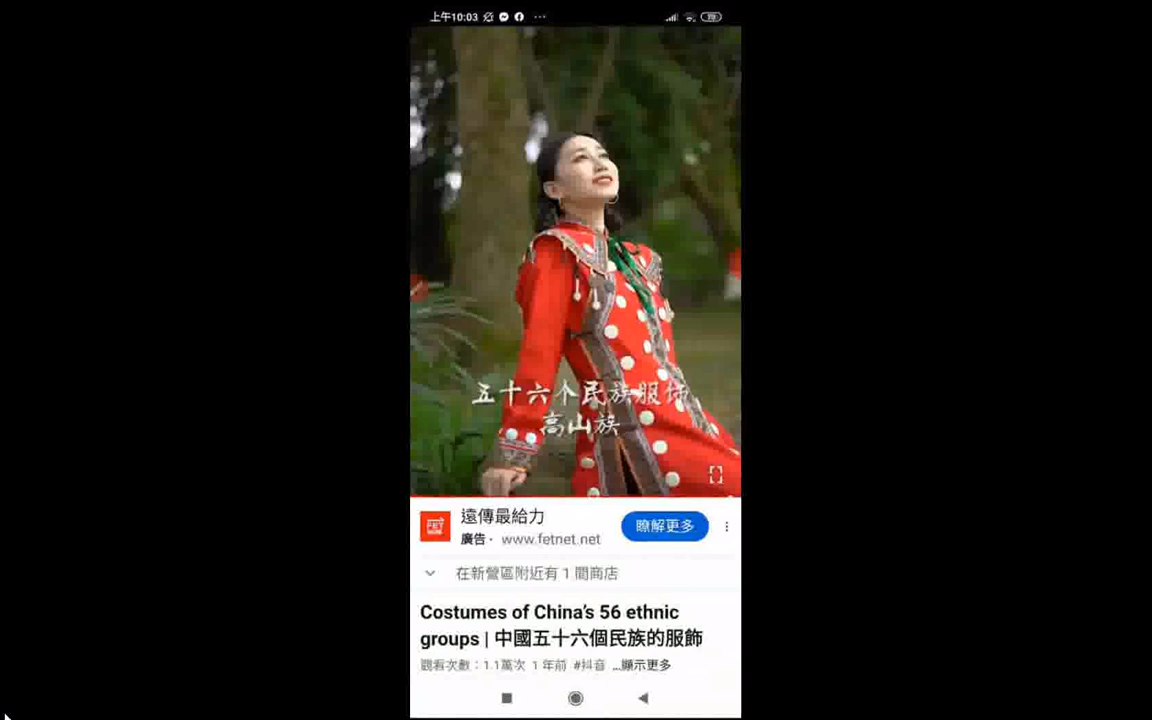 上午10:03
五十六个民族服饰
高山族
FET
遠傳最給力
廣告 · www.fetnet.net
瞭解更多
在新營區附近有 1 間商店
Costumes of China's 56 ethnic
groups | 中國五十六個民族的服飾
觀看次數：1.1萬次 1 年前 #抖音 ...顯示更多